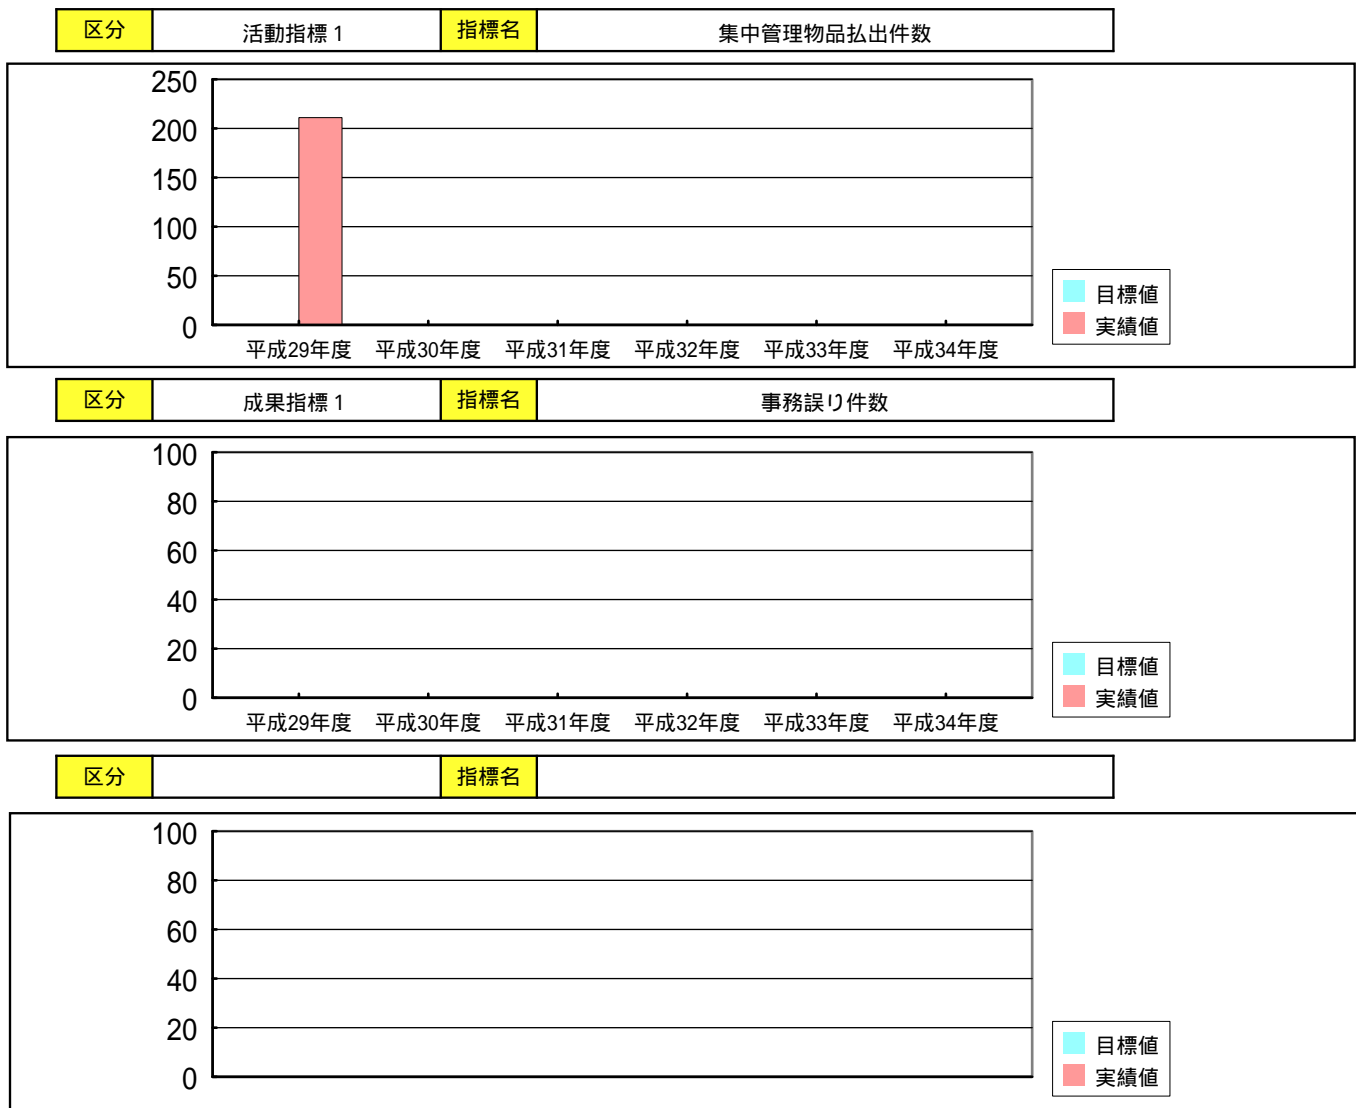 区分 活動指標1 指標名 集中管理物品払出件数
250
200
150
100
50
0
平成29年度 平成30年度 平成31年度 平成32年度 平成33年度 平成34年度
目標値
実績値
区分 成果指標1 指標名 事務誤り件数
100
80
60
40
20
0
平成29年度 平成30年度 平成31年度 平成32年度 平成33年度 平成34年度
目標値
実績値
区分 指標名
100
80
60
40
20
0
目標値
実績値